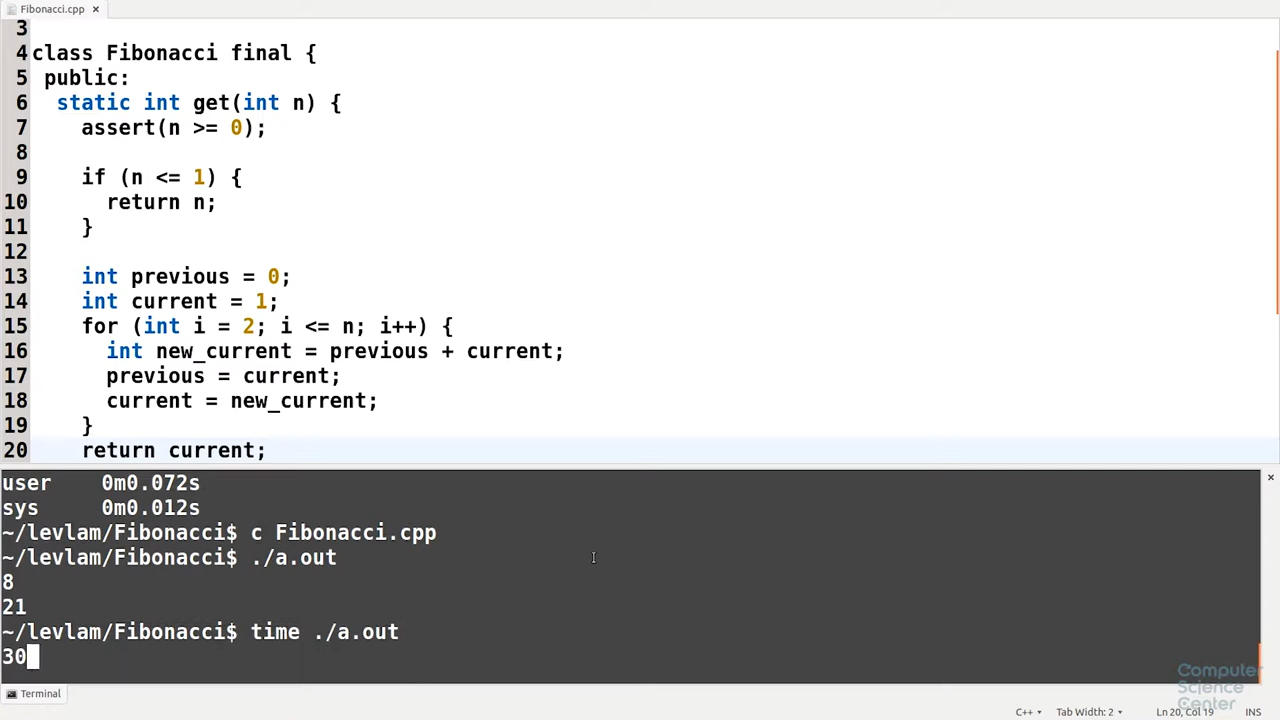 Fibonacci.cpp ×
3
4 class Fibonacci final {
5 public:
6 static int get(int n) {
7 assert(n >= 0);
8
9 if (n <= 1) {
10 return n;
11 }
12
13 int previous = 0;
14 int current = 1;
15 for (int i = 2; i <= n; i++) {
16 int new_current = previous + current;
17 previous = current;
18 current = new_current;
19 }
20 return current;
user 0m0.072s
sys 0m0.012s
~/levlam/Fibonacci$ c Fibonacci.cpp
~/levlam/Fibonacci$ ./a.out
8
21
~/levlam/Fibonacci$ time ./a.out
30
Computer
Science
Center
Terminal
C++ Tab Width: 2 Ln 20, Col 19 INS